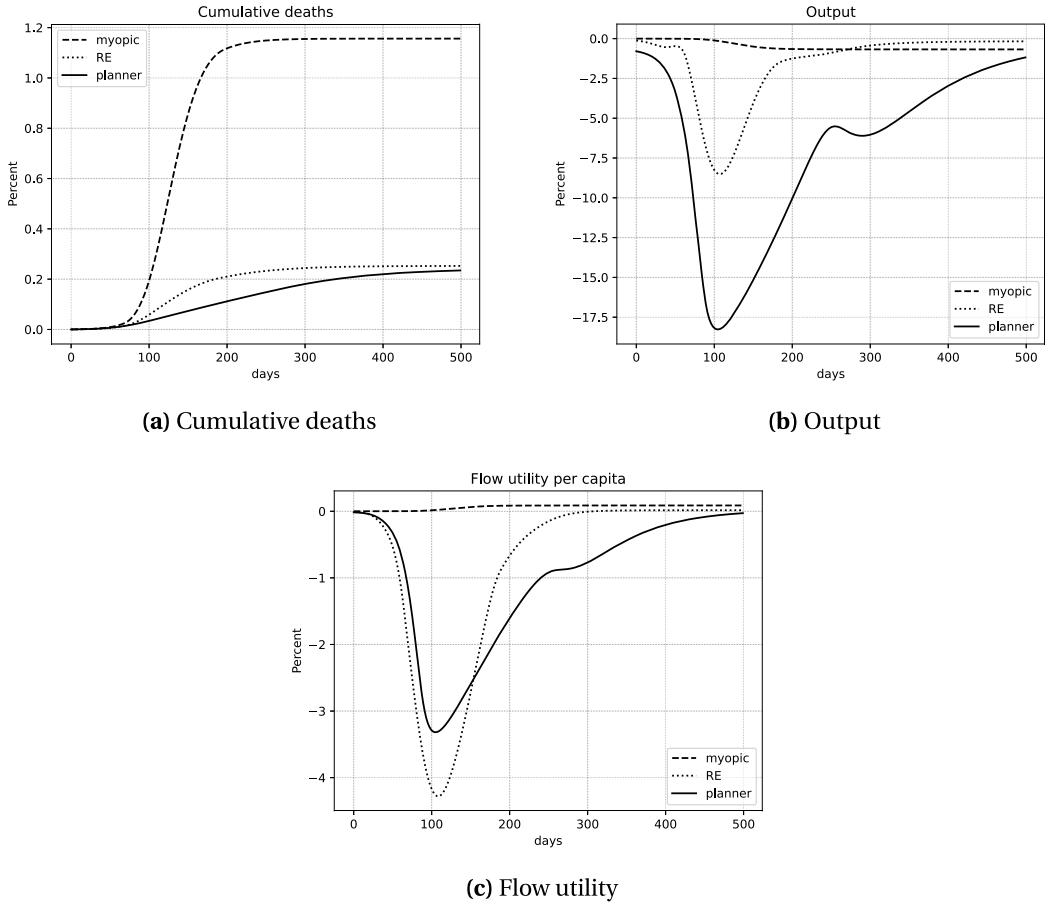 Cumulative deaths
1.2
1.0
0.8
0.6
0.4
0.2
0.0
Percent
myopic
RE
planner
0
100
200
300
400
500
days
(a) Cumulative deaths
Output
0.0
−2.5
−5.0
−7.5
−10.0
−12.5
−15.0
−17.5
Percent
myopic
RE
planner
0
100
200
300
400
500
days
(b) Output
Flow utility per capita
0
−1
−2
−3
−4
Percent
myopic
RE
planner
0
100
200
300
400
500
days
(c) Flow utility